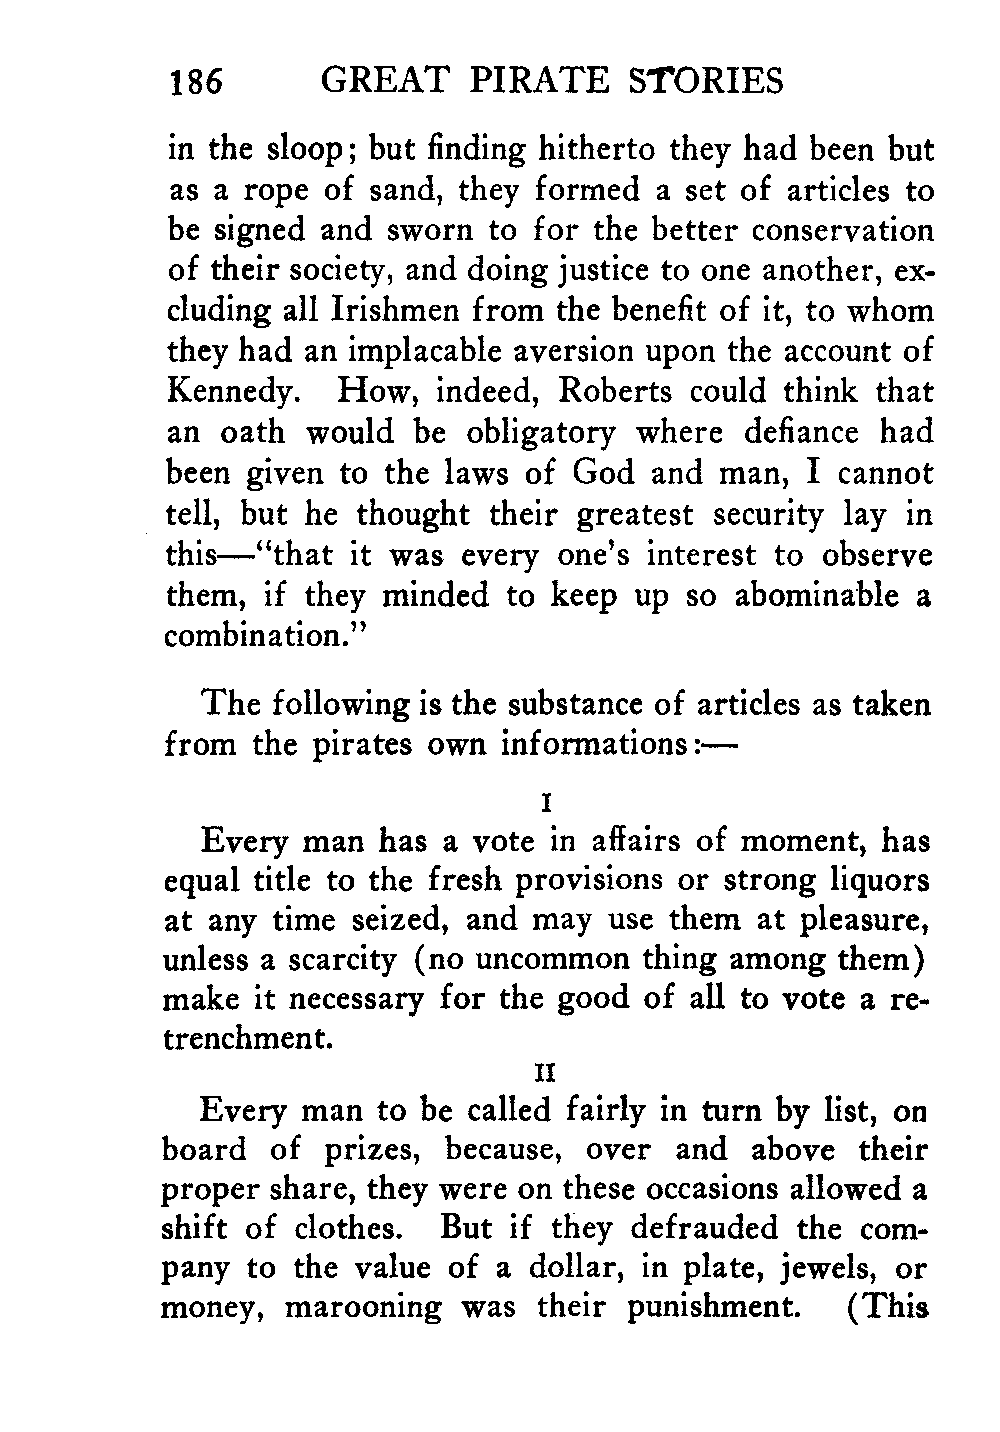 186 GREAT PIRATE STORIES
in the sloop; but finding hitherto they had been but
as a rope of sand, they formed a set of articles to
be signed and sworn to for the better conservation
of their society, and doing justice to one another, ex-
cluding all Irishmen from the benefit of it, to whom
they had an implacable aversion upon the account of
Kennedy. How, indeed, Roberts could think that
an oath would be obligatory where defiance had
been given to the laws of God and man, I cannot
tell, but he thought their greatest security lay in
this—"that it was every one's interest to observe
them, if they minded to keep up so abominable a
combination."
The following is the substance of articles as taken
from the pirates own informations:—
I
Every man has a vote in affairs of moment, has
equal title to the fresh provisions or strong liquors
at any time seized, and may use them at pleasure,
unless a scarcity (no uncommon thing among them)
make it necessary for the good of all to vote a re-
trenchment.
II
Every man to be called fairly in turn by list, on
board of prizes, because, over and above their
proper share, they were on these occasions allowed a
shift of clothes. But if they defrauded the com-
pany to the value of a dollar, in plate, jewels, or
money, marooning was their punishment. (This